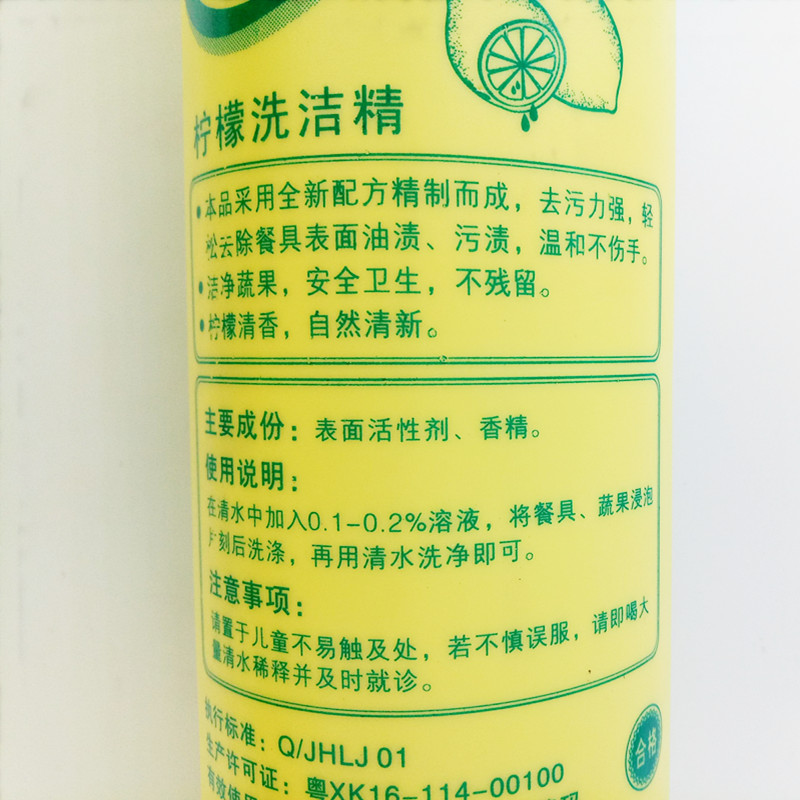 柠檬洗洁精
•本品采用全新配方精制而成，去污力强，轻
松去除餐具表面油渍、污渍，温和不伤手。
•洁净蔬果，安全卫生，不残留。
•柠檬清香，自然清新。
主要成份：表面活性剂、香精。
使用说明：
在清水中加入0.1-0.2%溶液，将餐具、蔬果浸泡
片刻后洗涤，再用清水洗净即可。
注意事项：
请置于儿童不易触及处，若不慎误服，请即喝大
量清水稀释并及时就诊。
执行标准：Q/JHLJ 01
生产许可证：粤XK16-114-00100
有效使用
合格